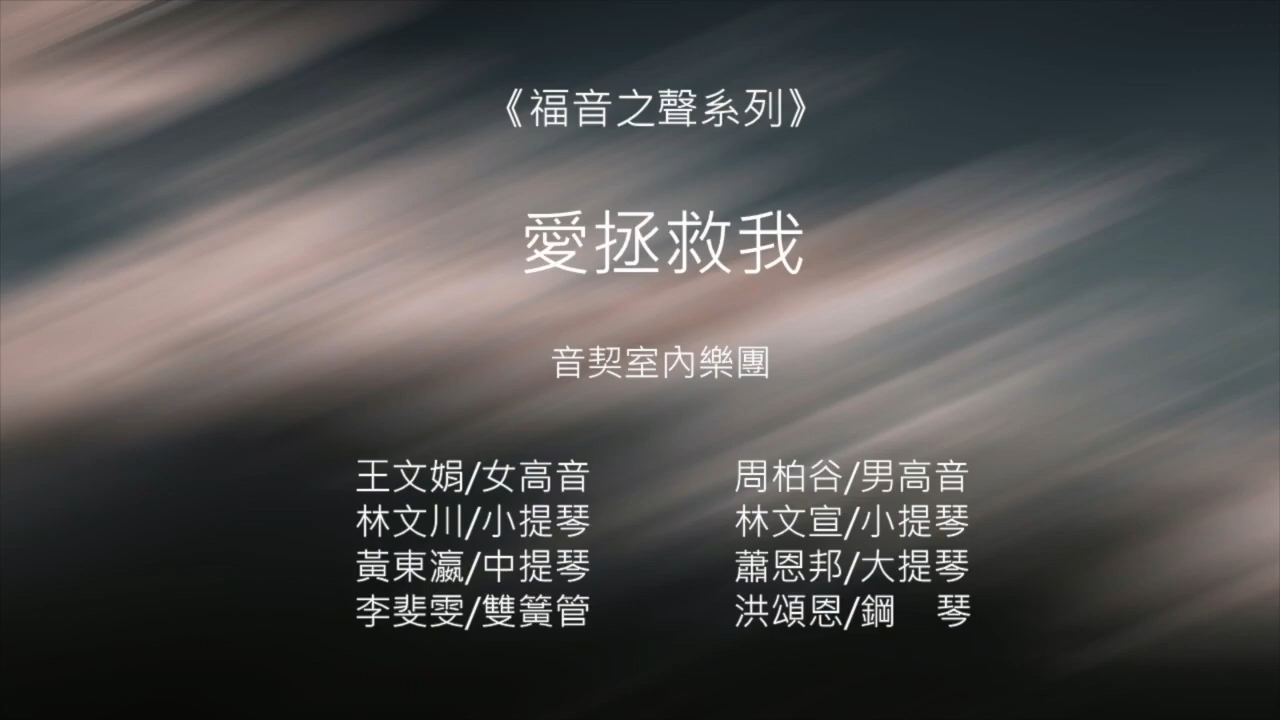 《福音之聲系列》
愛拯救我
音契室內樂團
王文娟/女高音 周柏谷/男高音
林文川/小提琴 林文宣/小提琴
黃東瀛/中提琴 蕭恩邦/大提琴
李斐雯/雙簧管 洪頌恩/鋼　琴